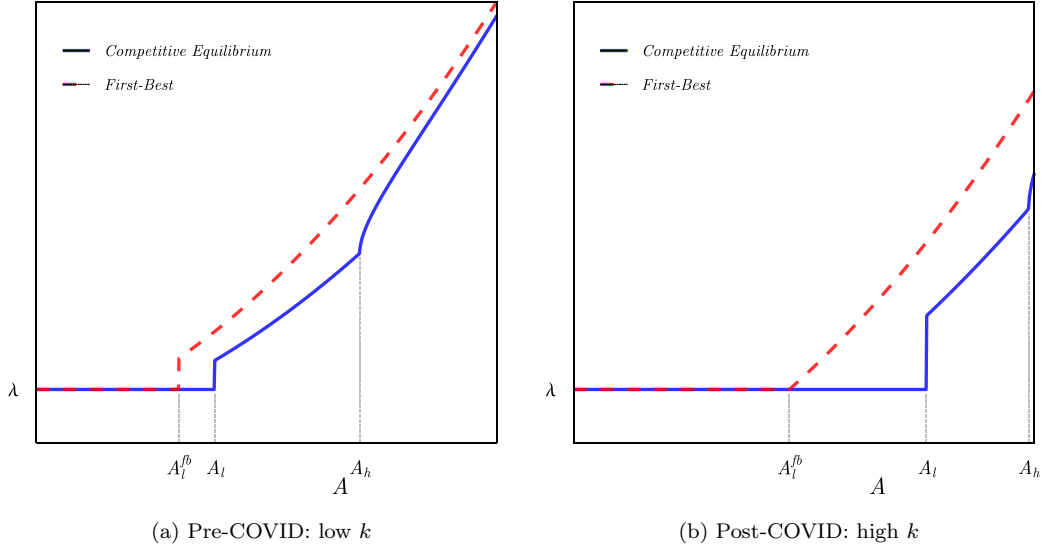 Competitive Equilibrium
First-Best
λ
A_l^{fb} A_l A_h
A
(a) Pre-COVID: low k
Competitive Equilibrium
First-Best
λ
A_l^{fb} A_l A_h
A
(b) Post-COVID: high k